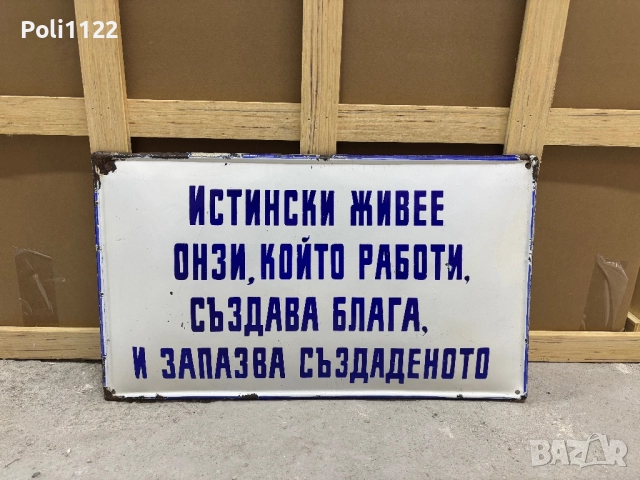 Poli1122
ИСТИНСКИ ЖИВЕЕ
ОНЗИ, КОЙТО РАБОТИ,
СЪЗДАВА БЛАГА,
И ЗАПАЗВА СЪЗДАДЕНОТО
BAZAR